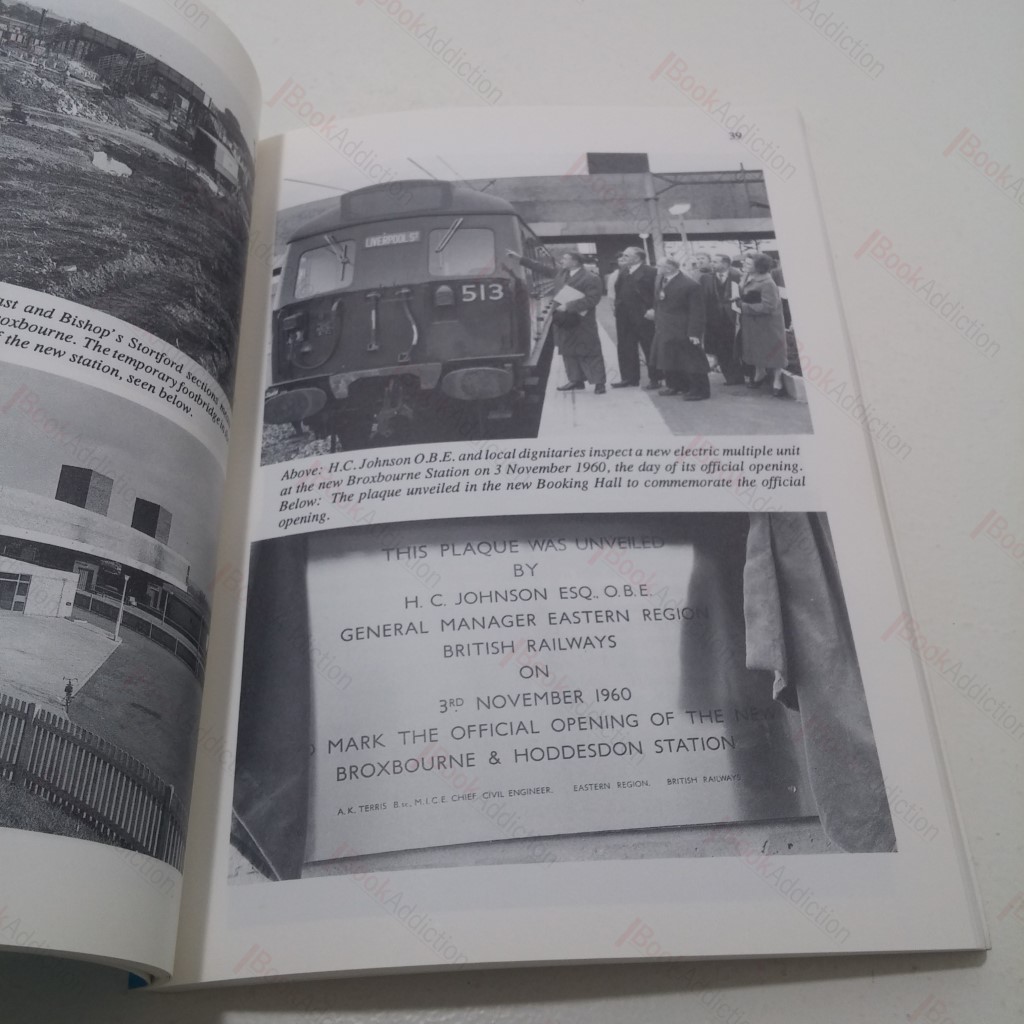 ast and Bishop's Stortford sections
oxbourne. The temporary footbridge
f the new station, seen below.
39
LIVERPOOL ST
513
Above: H.C. Johnson O.B.E. and local dignitaries inspect a new electric multiple unit
at the new Broxbourne Station on 3 November 1960, the day of its official opening.
Below: The plaque unveiled in the new Booking Hall to commemorate the official
opening.
THIS PLAQUE WAS UNVEILED
BY
H. C. JOHNSON ESQ., O.B.E.
GENERAL MANAGER EASTERN REGION
BRITISH RAILWAYS
ON
3RD NOVEMBER 1960
O MARK THE OFFICIAL OPENING OF THE NEW
BROXBOURNE & HODDESDON STATION
A.K. TERRIS B.Sc., M.I.C.E. CHIEF CIVIL ENGINEER. EASTERN REGION. BRITISH RAILWAYS
BookAddiction